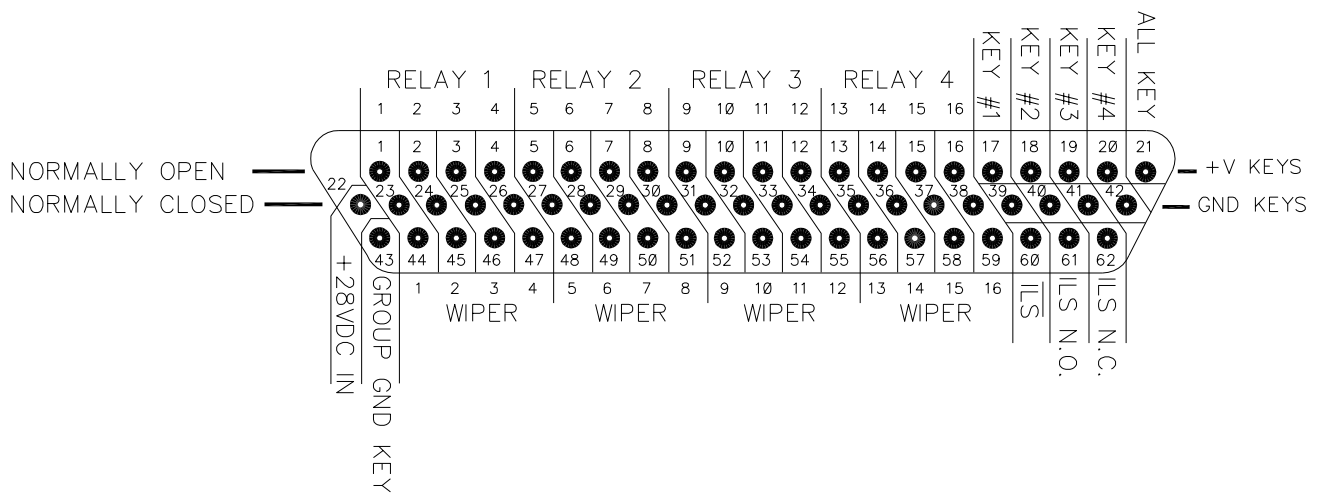 ALL KEY
KEY #1 KEY #2 KEY #3 KEY #4
RELAY 1 RELAY 2 RELAY 3 RELAY 4
1 2 3 4 5 6 7 8 9 10 11 12 13 14 15 16
1 2 3 4 5 6 7 8 9 10 11 12 13 14 15 16 17 18 19 20 21
NORMALLY OPEN
+V KEYS
22 23 24 25 26 27 28 29 30 31 32 33 34 35 36 37 38 39 40 41 42
NORMALLY CLOSED
GND KEYS
43 44 45 46 47 48 49 50 51 52 53 54 55 56 57 58 59 60 61 62
1 2 3 4 5 6 7 8 9 10 11 12 13 14 15 16
WIPER WIPER WIPER WIPER
+28VDC IN
GROUP GND KEY
ILS
ILS N.O.
ILS N.C.